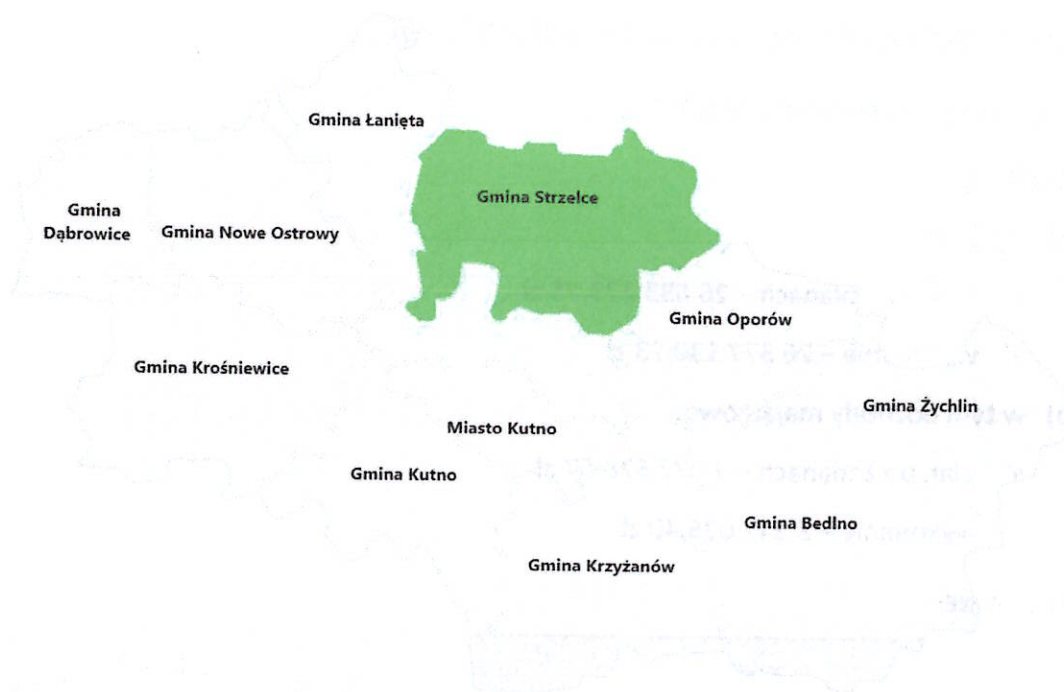 Gmina Łanięta
Gmina Strzelce
Gmina
Dąbrowice
Gmina Nowe Ostrowy
Gmina Oporów
Gmina Krośniewice
Gmina Żychlin
Miasto Kutno
Gmina Kutno
Gmina Bedlno
Gmina Krzyżanów